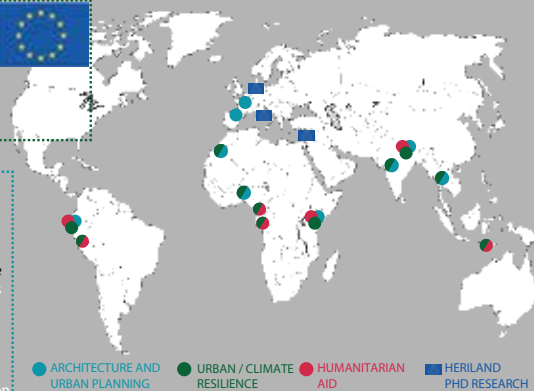 ARCHITECTURE AND
URBAN PLANNING
URBAN / CLIMATE
RESILIENCE
HUMANITARIAN
AID
HERILAND
PHD RESEARCH